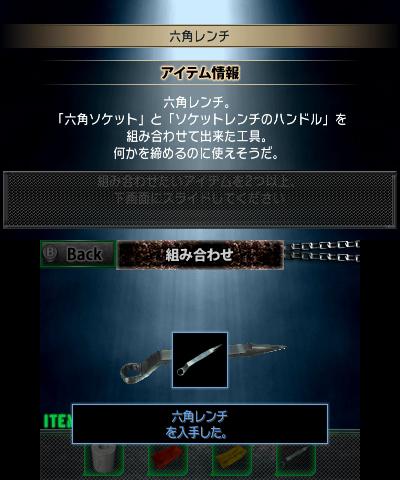 六角レンチ
アイテム情報
六角レンチ。
「六角ソケット」と「ソケットレンチのハンドル」を
組み合わせて出来た工具。
何かを締めるのに使えそうだ。
組み合わせたいアイテムを2つ以上、
下画面にスライドしてください
B Back
組み合わせ
ITE
六角レンチ
を入手した。